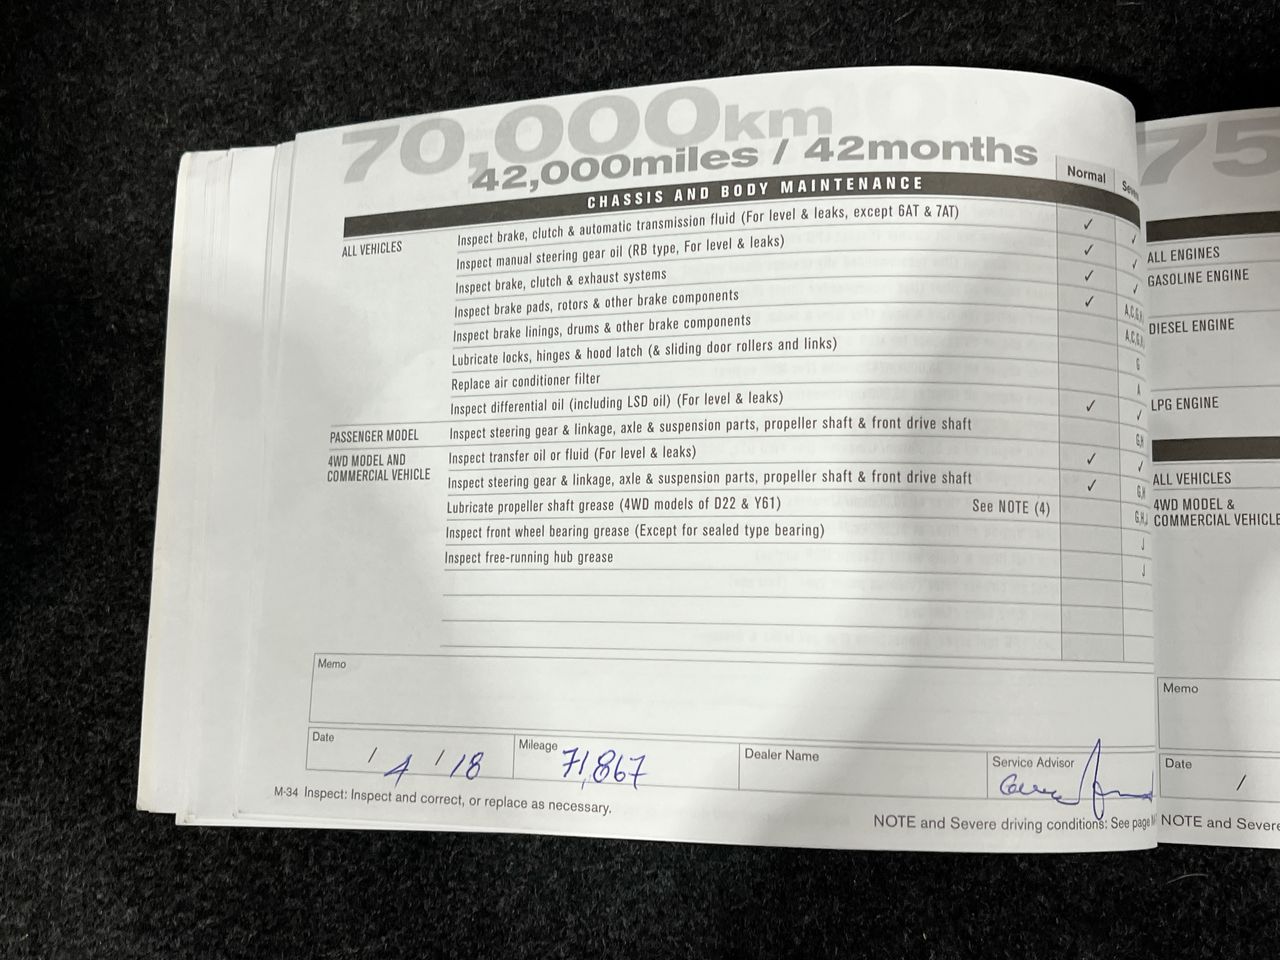 70,000km
42,000miles / 42months
Normal
CHASSIS AND BODY MAINTENANCE
ALL VEHICLES
Inspect brake, clutch & automatic transmission fluid (For level & leaks, except 6AT & 7AT) ✓ ✓
Inspect manual steering gear oil (RB type, For level & leaks) ✓ ✓
Inspect brake, clutch & exhaust systems ✓ ✓
Inspect brake pads, rotors & other brake components ✓
Inspect brake linings, drums & other brake components
Lubricate locks, hinges & hood latch (& sliding door rollers and links) G
Replace air conditioner filter A
Inspect differential oil (including LSD oil) (For level & leaks) ✓ ✓
PASSENGER MODEL
Inspect steering gear & linkage, axle & suspension parts, propeller shaft & front drive shaft G,H
4WD MODEL AND
COMMERCIAL VEHICLE
Inspect transfer oil or fluid (For level & leaks) ✓ ✓
Inspect steering gear & linkage, axle & suspension parts, propeller shaft & front drive shaft ✓ G,H
Lubricate propeller shaft grease (4WD models of D22 & Y61) See NOTE (4)
Inspect front wheel bearing grease (Except for sealed type bearing) J
Inspect free-running hub grease J
Memo
Date / 4 / 18
Mileage 71,867
Dealer Name
Service Advisor
M-34 Inspect: Inspect and correct, or replace as necessary.
NOTE and Severe driving conditions: See page
75
ALL ENGINES
GASOLINE ENGINE
DIESEL ENGINE
LPG ENGINE
ALL VEHICLES
4WD MODEL &
COMMERCIAL VEHICLE
Memo
Date /
NOTE and Severe